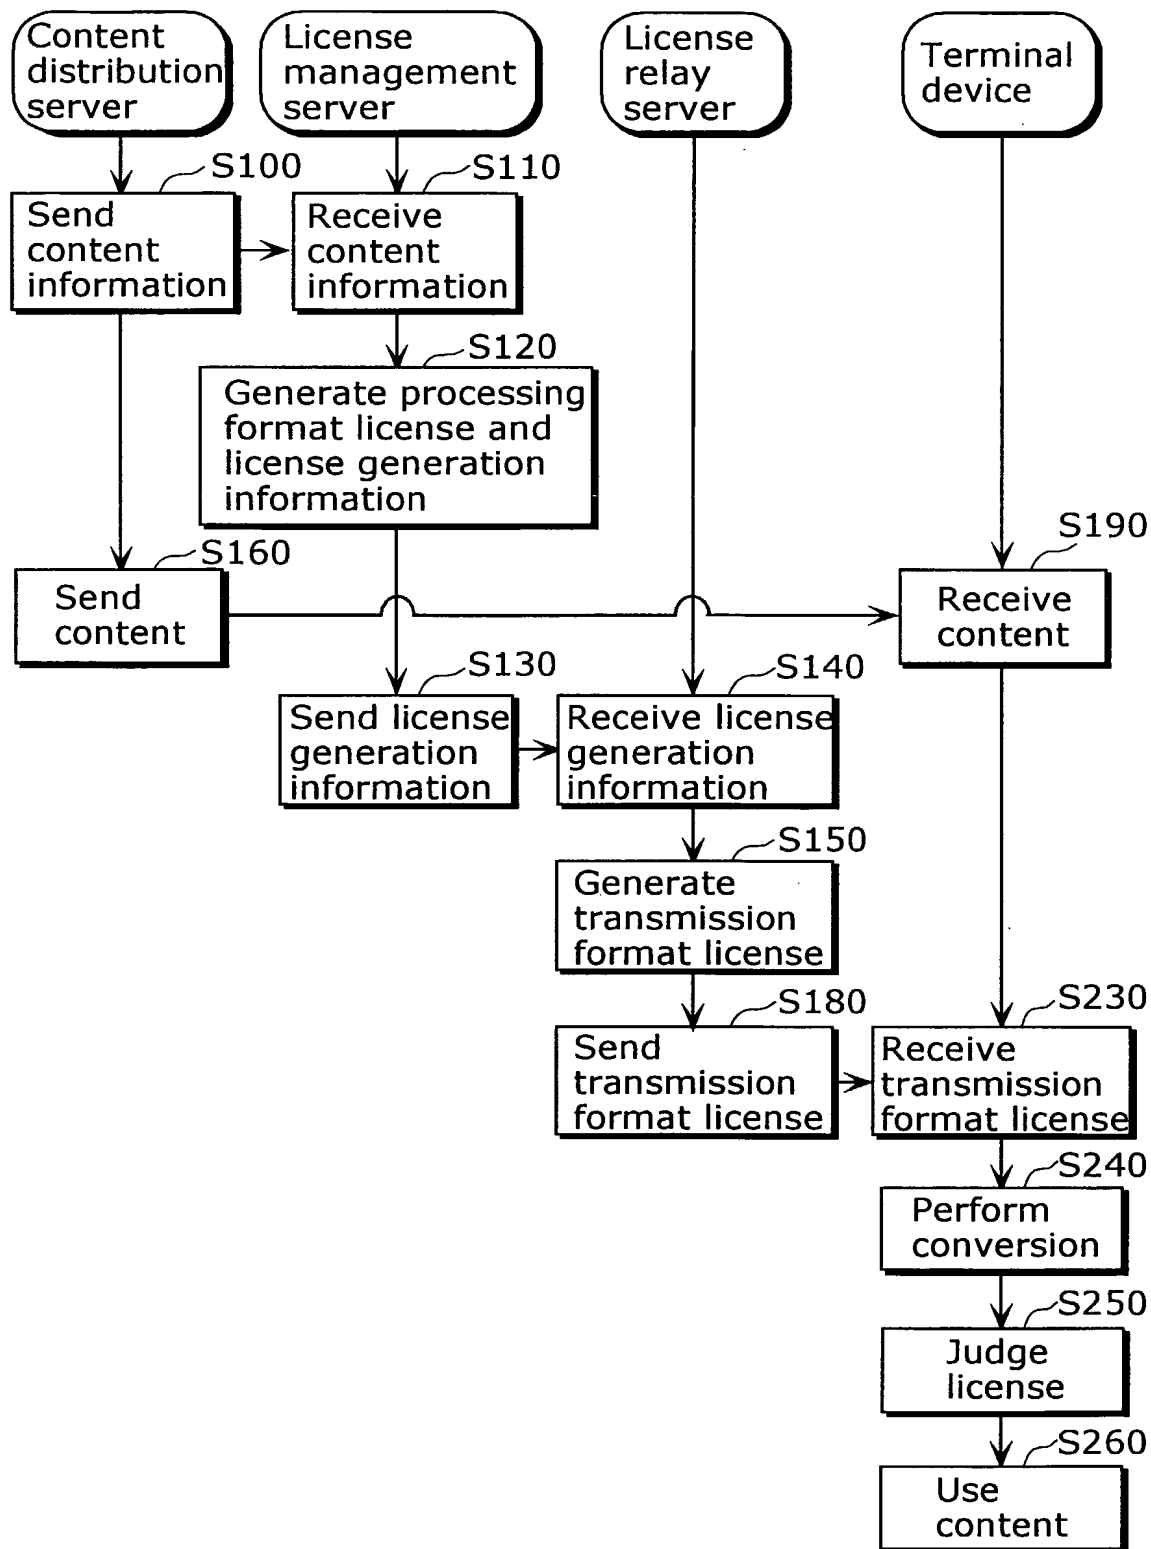 Content
distribution
server
License
management
server
License
relay
server
Terminal
device
S100
Send
content
information
S110
Receive
content
information
S120
Generate processing
format license and
license generation
information
S160
Send
content
S190
Receive
content
S130
Send license
generation
information
S140
Receive license
generation
information
S150
Generate
transmission
format license
S180
Send
transmission
format license
S230
Receive
transmission
format license
S240
Perform
conversion
S250
Judge
license
S260
Use
content